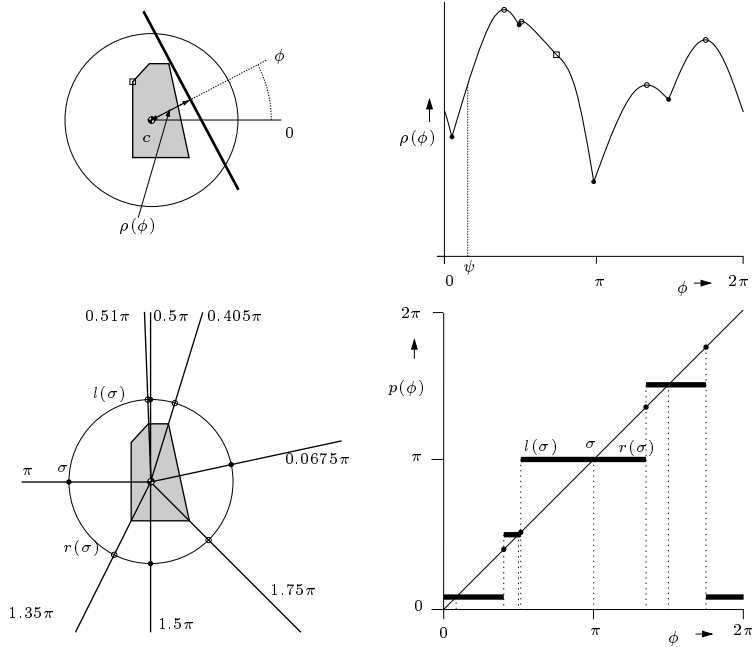 ϕ
0
c
ρ(ϕ)
ρ(ϕ)
0
ψ
π
ϕ
2π
0.51π
0.5π
0.405π
l(σ)
π
σ
0.0675π
r(σ)
1.35π
1.5π
1.75π
2π
p(ϕ)
π
l(σ)
σ
r(σ)
0
0
π
ϕ
2π